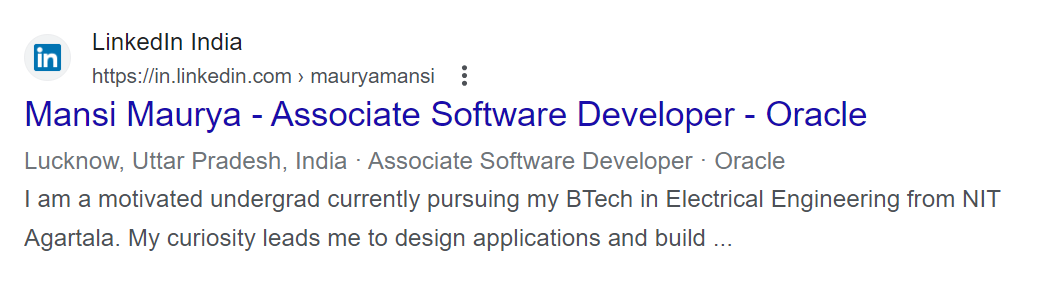 LinkedIn India
https://in.linkedin.com › mauryamansi
Mansi Maurya - Associate Software Developer - Oracle
Lucknow, Uttar Pradesh, India · Associate Software Developer · Oracle
I am a motivated undergrad currently pursuing my BTech in Electrical Engineering from NIT
Agartala. My curiosity leads me to design applications and build ...